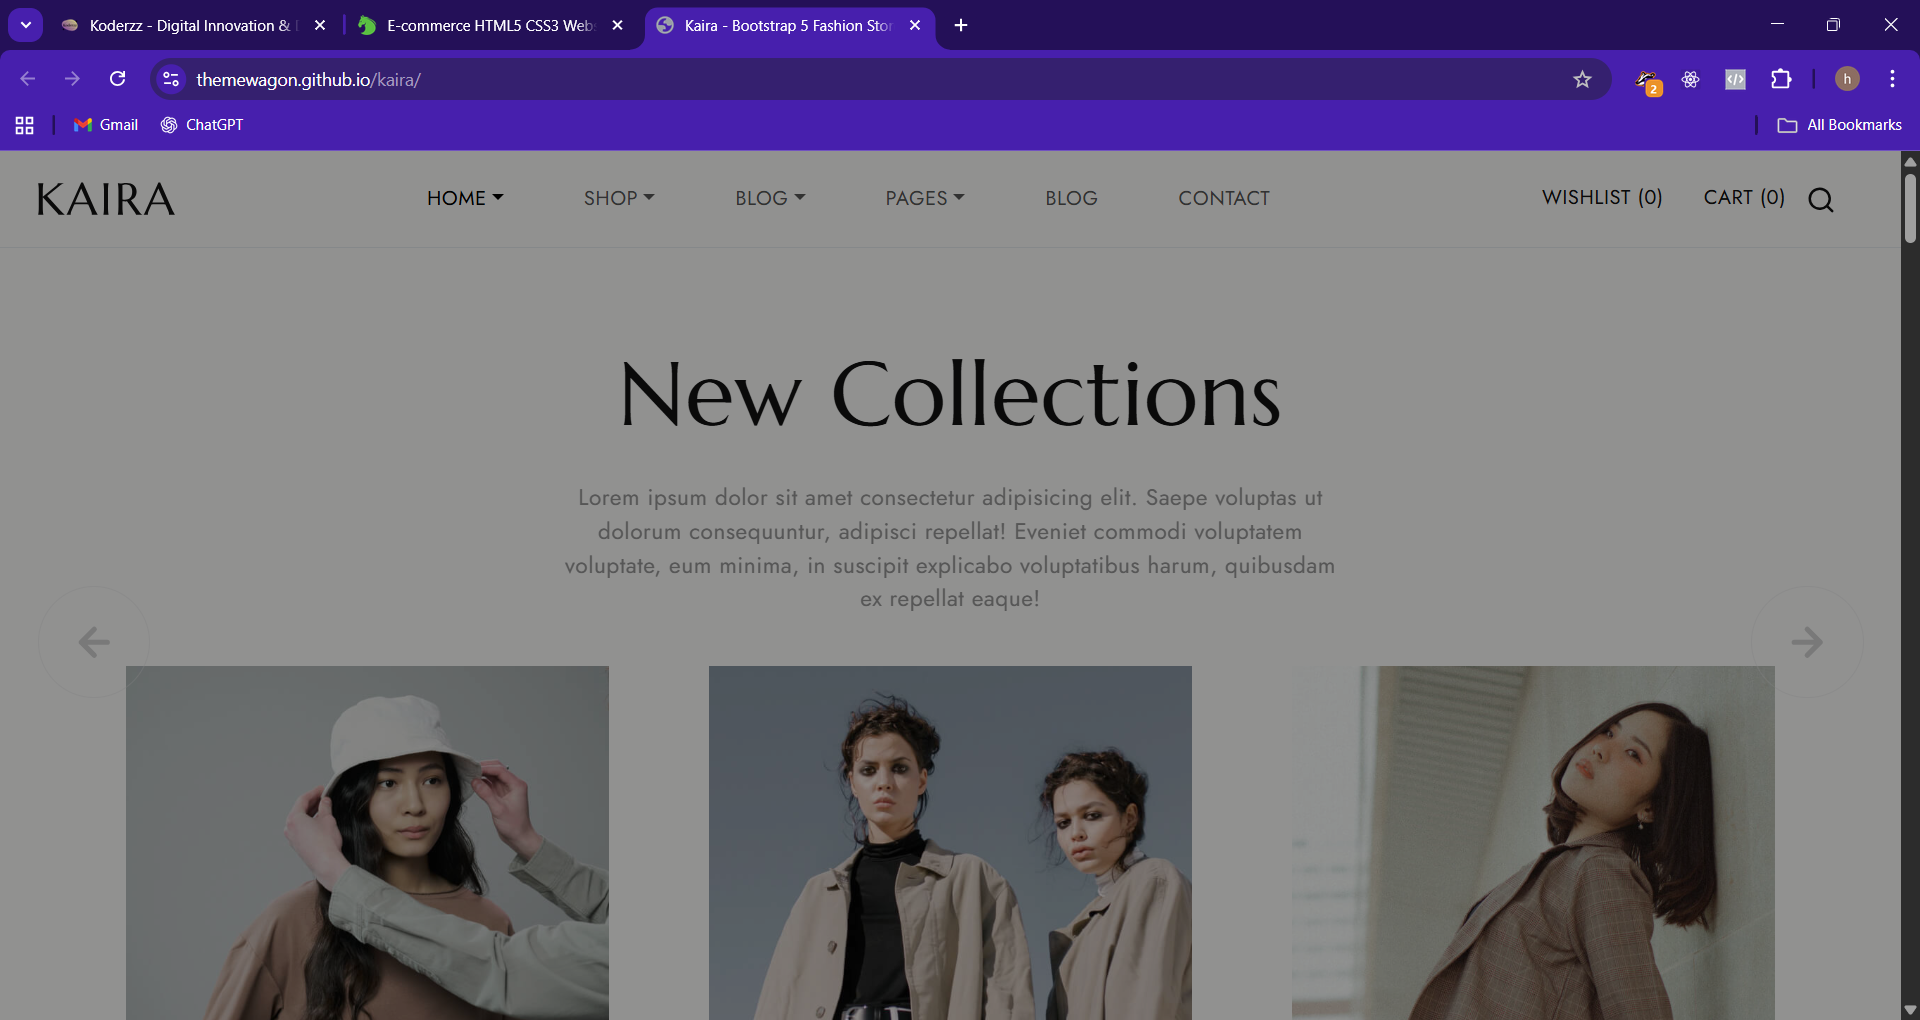 Koderzz - Digital Innovation &
E-commerce HTML5 CSS3 Web
Kaira - Bootstrap 5 Fashion Stor
themewagon.github.io/kaira/
2
h
Gmail
ChatGPT
All Bookmarks
KAIRA
HOME
SHOP
BLOG
PAGES
BLOG
CONTACT
WISHLIST (0)
CART (0)
New Collections
Lorem ipsum dolor sit amet consectetur adipisicing elit. Saepe voluptas ut
dolorum consequuntur, adipisci repellat! Eveniet commodi voluptatem
voluptate, eum minima, in suscipit explicabo voluptatibus harum, quibusdam
ex repellat eaque!